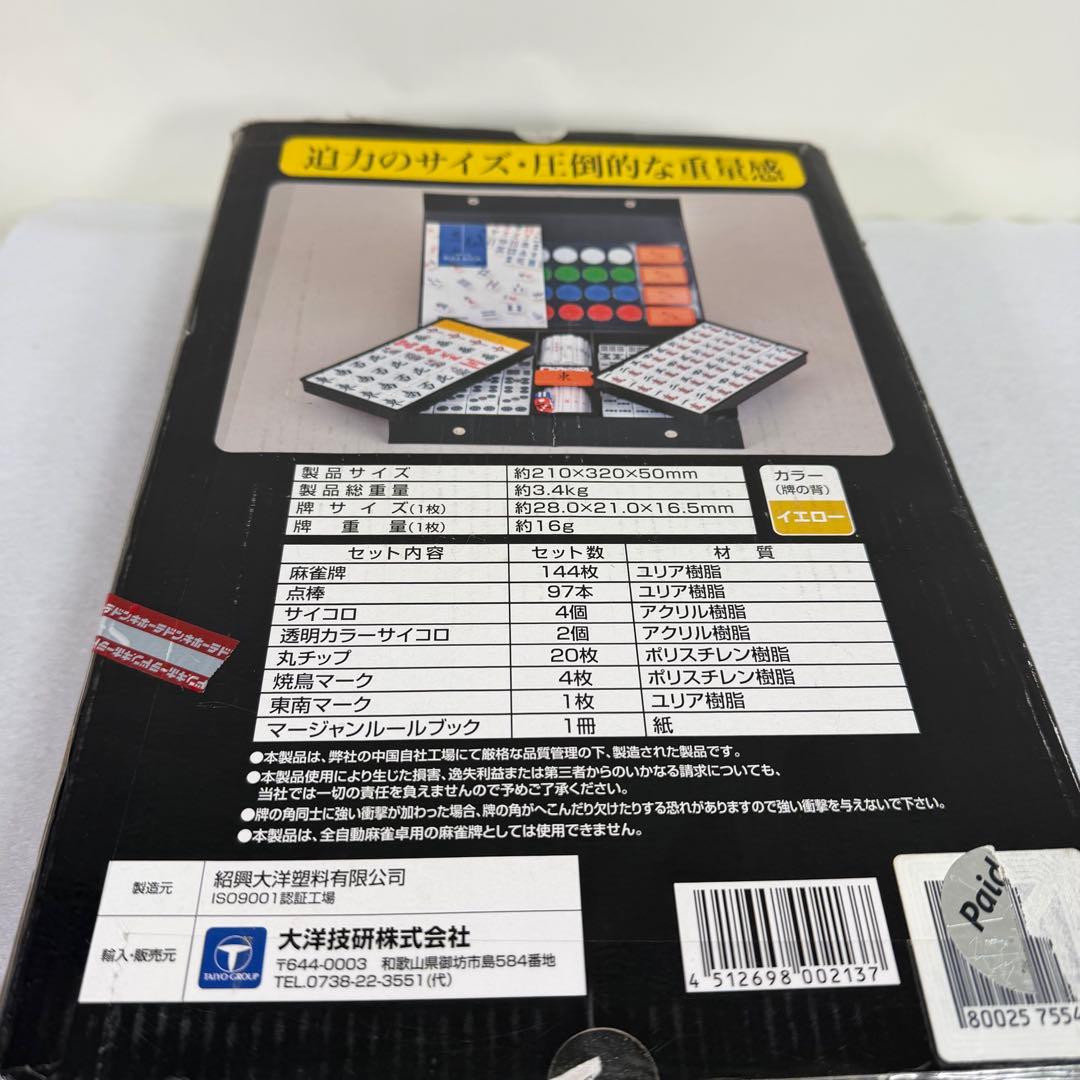 迫力のサイズ・圧倒的な重量感
製品サイズ 約210×320×50mm
製品総重量 約3.4kg
牌サイズ(1枚) 約28.0×21.0×16.5mm
牌重量(1枚) 約16g
カラー
(牌の背)
イエロー
セット内容 セット数 材質
麻雀牌 144枚 ユリア樹脂
点棒 97本 ユリア樹脂
サイコロ 4個 アクリル樹脂
透明カラーサイコロ 2個 アクリル樹脂
丸チップ 20枚 ポリスチレン樹脂
焼鳥マーク 4枚 ポリスチレン樹脂
東南マーク 1枚 ユリア樹脂
マージャンルールブック 1冊 紙
●本製品は、弊社の中国自社工場にて厳格な品質管理の下、製造された製品です。
●本製品使用により生じた損害、逸失利益または第三者からのいかなる請求についても、
当社では一切の責任を負えませんので予めご了承ください。
●牌の角同士に強い衝撃が加わった場合、牌の角がへこんだり欠けたりする恐れがありますので強い衝撃を与えないで下さい。
●本製品は、全自動麻雀卓用の麻雀牌としては使用できません。
製造元 紹興大洋塑料有限公司
ISO9001認証工場
輸入・販売元 TAIYO-GROUP 大洋技研株式会社
〒644-0003 和歌山県御坊市島584番地
TEL.0738-22-3551(代)
4 512698 002137
Paid
80025 7554